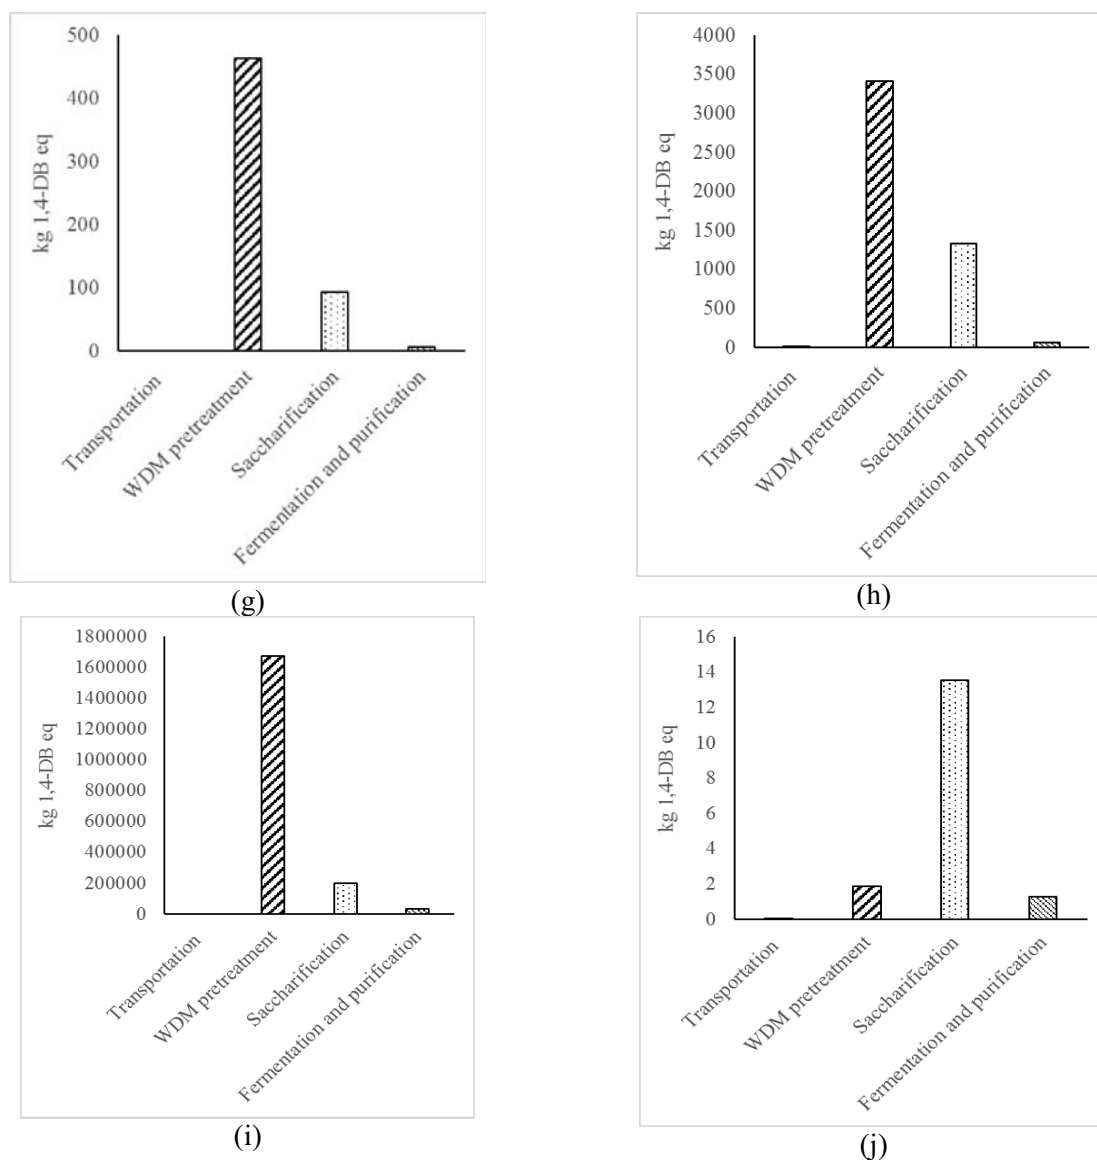 500
400
300
200
100
0
kg 1,4-DB eq
Transportation
WDM pretreatment
Saccharification
Fermentation and purification
(g)
4000
3500
3000
2500
2000
1500
1000
500
0
kg 1,4-DB eq
Transportation
WDM pretreatment
Saccharification
Fermentation and purification
(h)
1800000
1600000
1400000
1200000
1000000
800000
600000
400000
200000
0
kg 1,4-DB eq
Transportation
WDM pretreatment
Saccharification
Fermentation and purification
(i)
16
14
12
10
8
6
4
2
0
kg 1,4-DB eq
Transportation
WDM pretreatment
Saccharification
Fermentation and purification
(j)